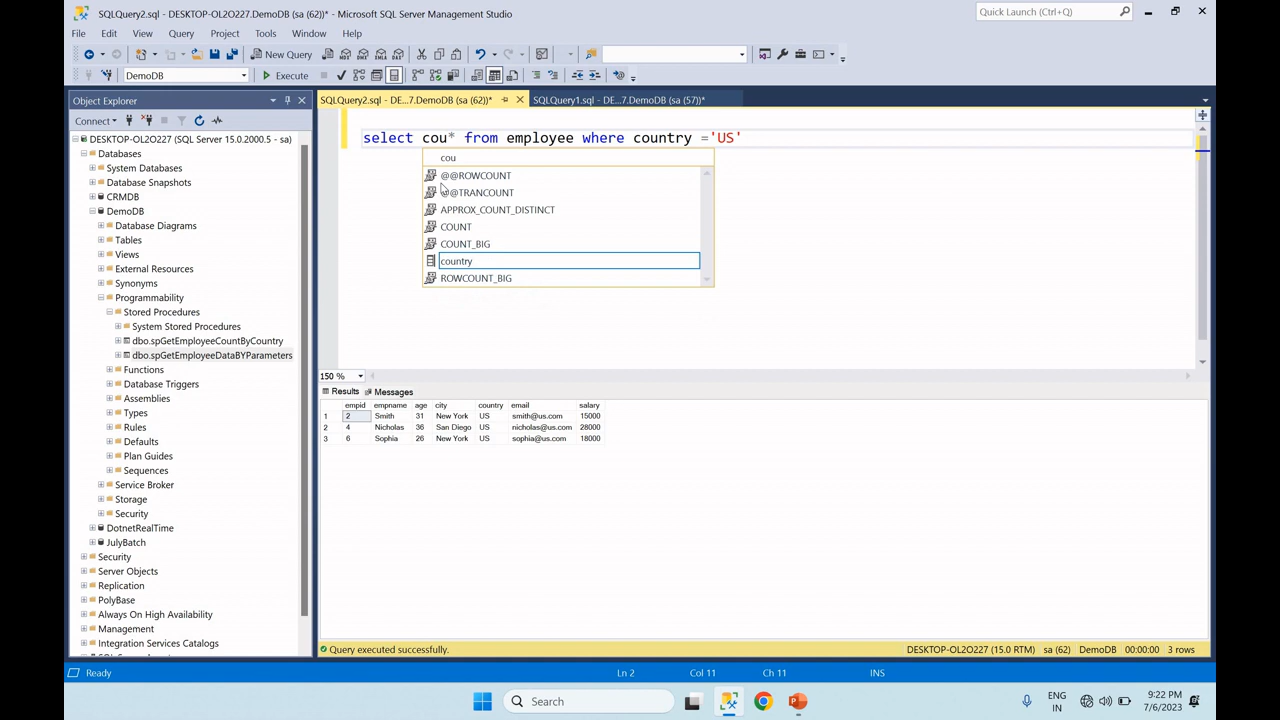 SQLQuery2.sql - DESKTOP-OL2O227.DemoDB (sa (62))* - Microsoft SQL Server Management Studio
Quick Launch (Ctrl+Q)
File Edit View Query Project Tools Window Help
New Query
DemoDB
Execute
Object Explorer
SQLQuery2.sql - DE...7.DemoDB (sa (62))*
SQLQuery1.sql - DE...7.DemoDB (sa (57))*
Connect
DESKTOP-OL2O227 (SQL Server 15.0.2000.5 - sa)
Databases
System Databases
Database Snapshots
CRMDB
DemoDB
Database Diagrams
Tables
Views
External Resources
Synonyms
Programmability
Stored Procedures
System Stored Procedures
dbo.spGetEmployeeCountByCountry
dbo.spGetEmployeeDataBYParameters
Functions
Database Triggers
Assemblies
Types
Rules
Defaults
Plan Guides
Sequences
Service Broker
Storage
Security
DotnetRealTime
JulyBatch
Security
Server Objects
Replication
PolyBase
Always On High Availability
Management
Integration Services Catalogs
select cou* from employee where country ='US'
cou
@@ROWCOUNT
@@TRANCOUNT
APPROX_COUNT_DISTINCT
COUNT
COUNT_BIG
country
ROWCOUNT_BIG
150 %
Results Messages
empid empname age city country email salary
1 2 Smith 31 New York US smith@us.com 15000
2 4 Nicholas 36 San Diego US nicholas@us.com 28000
3 6 Sophia 26 New York US sophia@us.com 18000
Query executed successfully.
DESKTOP-OL2O227 (15.0 RTM) sa (62) DemoDB 00:00:00 3 rows
Ready
Ln 2 Col 11 Ch 11 INS
Search
ENG
IN
9:22 PM
7/6/2023